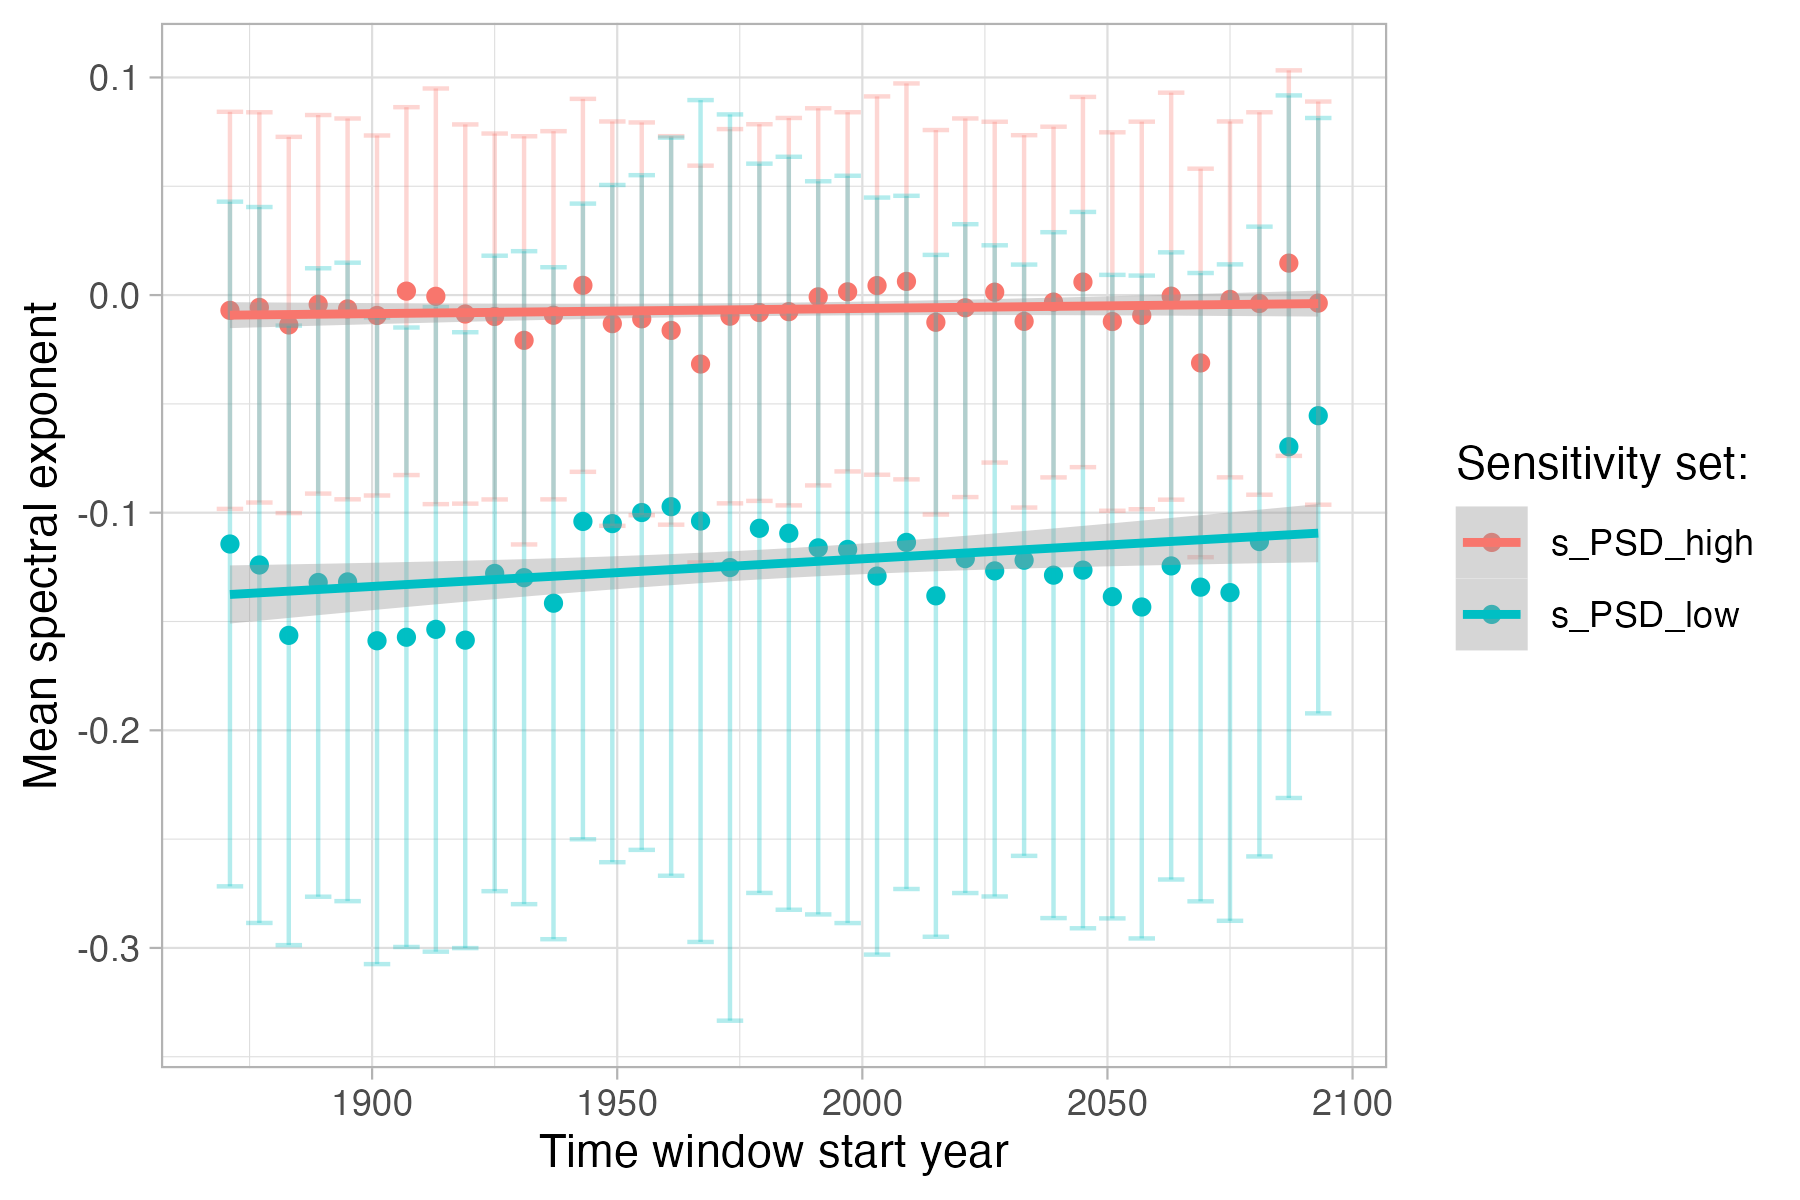 0.1
0.0
-0.1
-0.2
-0.3
Mean spectral exponent
1900
1950
2000
2050
2100
Time window start year
Sensitivity set:
s_PSD_high
s_PSD_low